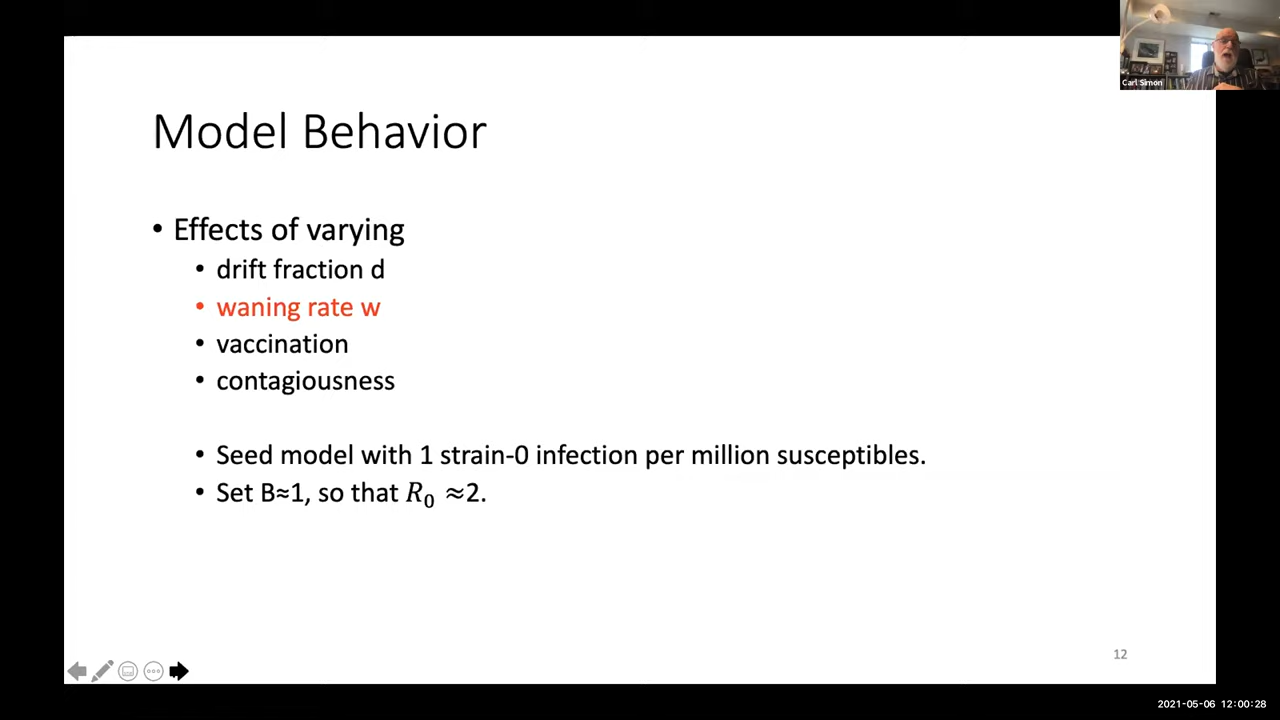 Carl Simon
Model Behavior
• Effects of varying
• drift fraction d
• waning rate w
• vaccination
• contagiousness
• Seed model with 1 strain-0 infection per million susceptibles.
• Set B≈1, so that R₀ ≈2.
12
2021-05-06 12:00:28